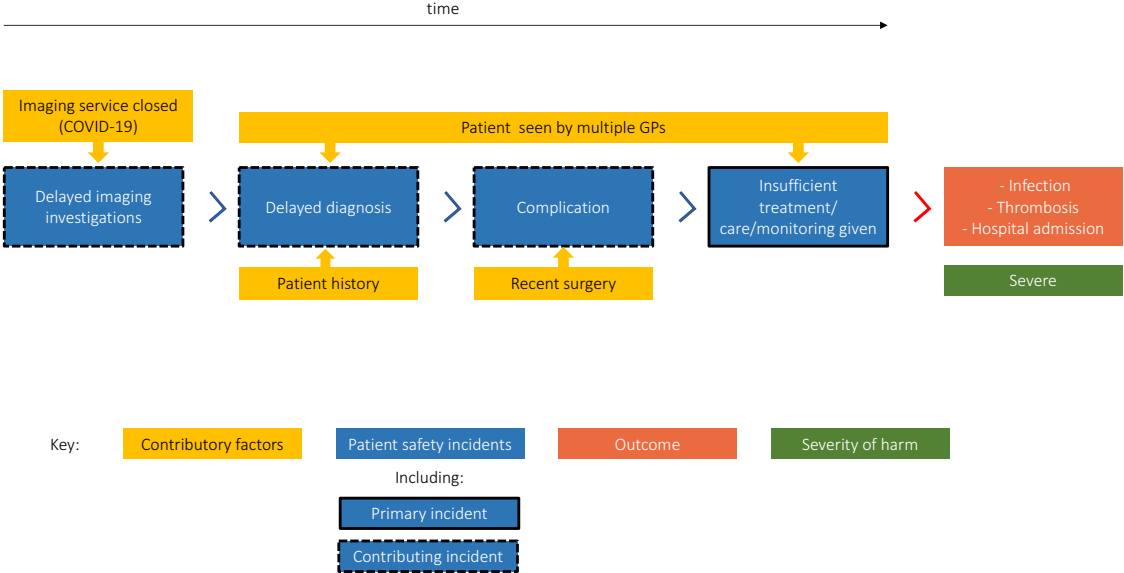 time
Imaging service closed
(COVID-19)
Patient seen by multiple GPs
Delayed imaging
investigations
Delayed diagnosis
Complication
Insufficient
treatment/
care/monitoring given
- Infection
- Thrombosis
- Hospital admission
Patient history
Recent surgery
Severe
Key:
Contributory factors
Patient safety incidents
Outcome
Severity of harm
Including:
Primary incident
Contributing incident